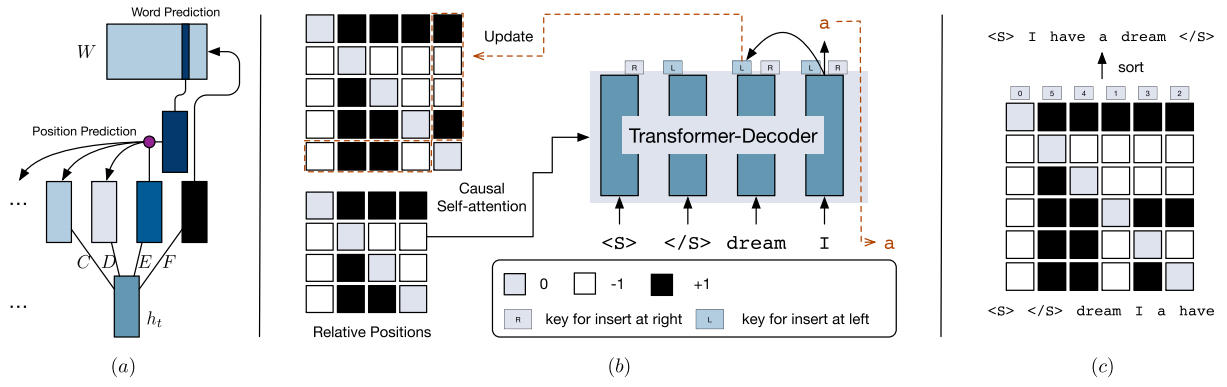 Word Prediction
W
Position Prediction
...
C D E F
...
h_t
(a)
Update
Causal
Self-attention
Relative Positions
a
R L L R L R
Transformer-Decoder
<S> </S> dream I
a
0 -1 +1
R key for insert at right L key for insert at left
(b)
<S> I have a dream </S>
sort
0 5 4 1 3 2
<S> </S> dream I a have
(c)